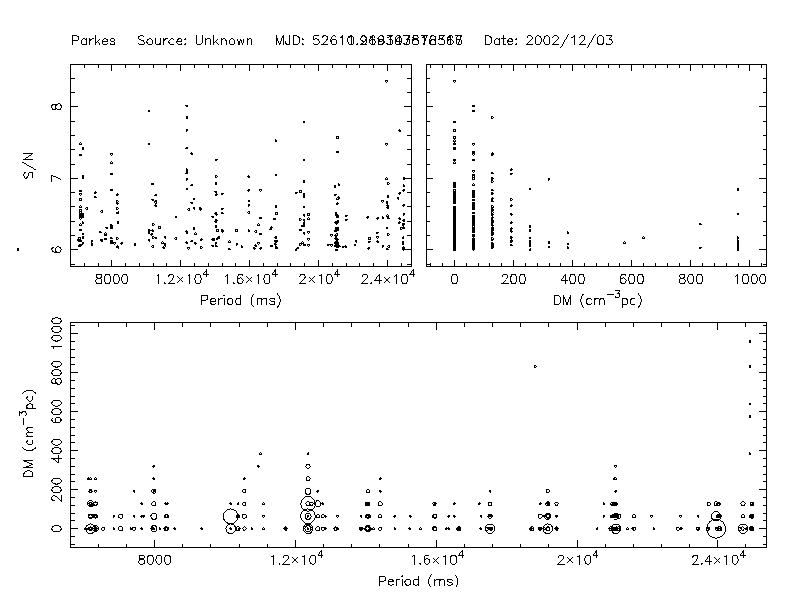 Parkes Source: Unknown MJD: Date: 2002/12/03
8
7
6
S/N
8000 1.2×10⁴ 1.6×10⁴ 2×10⁴ 2.4×10⁴
Period (ms)
0 200 400 600 800 1000
DM (cm⁻³pc)
1000
800
600
400
200
0
DM (cm⁻³pc)
8000 1.2×10⁴ 1.6×10⁴ 2×10⁴ 2.4×10⁴
Period (ms)